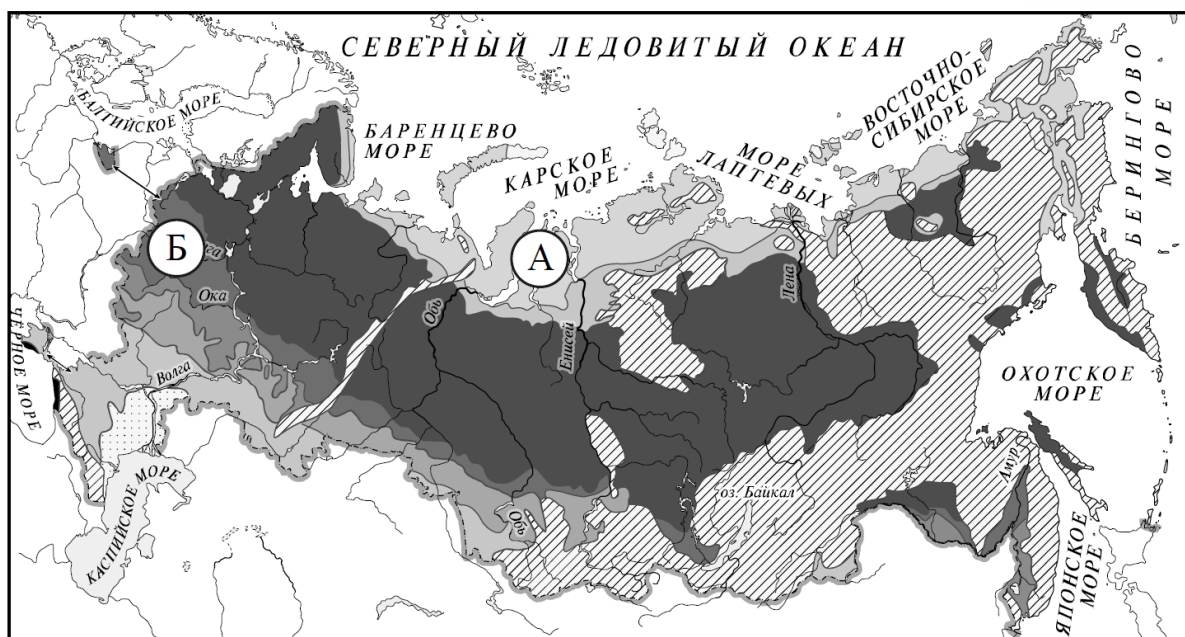 СЕВЕРНЫЙ ЛЕДОВИТЫЙ ОКЕАН
БАЛТИЙСКОЕ МОРЕ
БАРЕНЦЕВО
МОРЕ
КАРСКОЕ
МОРЕ
МОРЕ
ЛАПТЕВЫХ
ВОСТОЧНО-
СИБИРСКОЕ
МОРЕ
БЕРИНГОВО
МОРЕ
Б
А
Ока
Обь
Енисей
Лена
ЧЕРНОЕ МОРЕ
Волга
ОХОТСКОЕ
МОРЕ
КАСПИЙСКОЕ МОРЕ
Обь
оз. Байкал
Амур
ЯПОНСКОЕ
МОРЕ